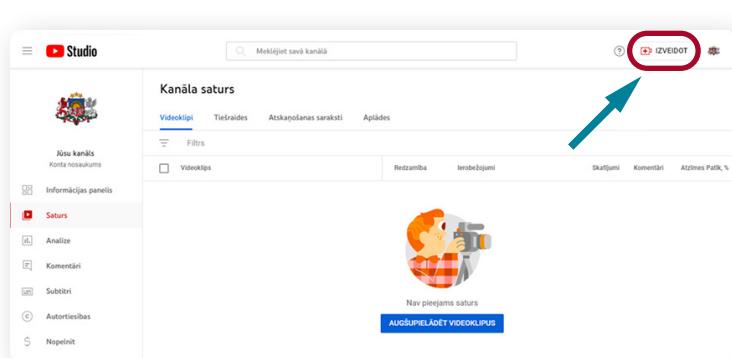 Studio
Meklējiet savā kanālā
IZVEIDOT
Kanāla saturs
Videoklipi Tiešraides Atskaņošanas saraksti Aplādes
Filtrs
Videoklips Redzamība Ierobežojumi Skatījumi Komentāri Atzīmes Patīk, %
Jūsu kanāls
Konta nosaukums
Informācijas panelis
Saturs
Analīze
Komentāri
Subtitri
Autortiesības
Nopelnīt
Nav pieejams saturs
AUGŠUPIELĀDĒT VIDEOKLIPUS